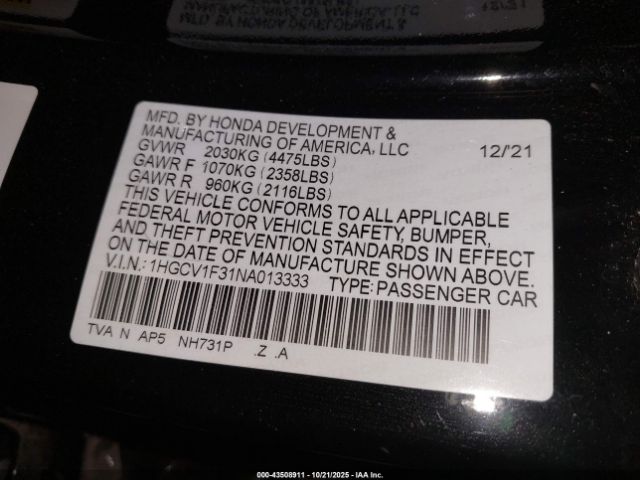 MFD. BY HONDA DEVELOPMENT &
MANUFACTURING OF AMERICA, LLC 12/'21
GVWR 2030KG (4475LBS)
GAWR F 1070KG (2358LBS)
GAWR R 960KG (2116LBS)
THIS VEHICLE CONFORMS TO ALL APPLICABLE
FEDERAL MOTOR VEHICLE SAFETY, BUMPER,
AND THEFT PREVENTION STANDARDS IN EFFECT
ON THE DATE OF MANUFACTURE SHOWN ABOVE.
V.I.N.: 1HGCV1F31NA013333 TYPE: PASSENGER CAR
TVA N AP5 NH731P .Z .A
000-43508911 - 10/21/2025 - IAA Inc.